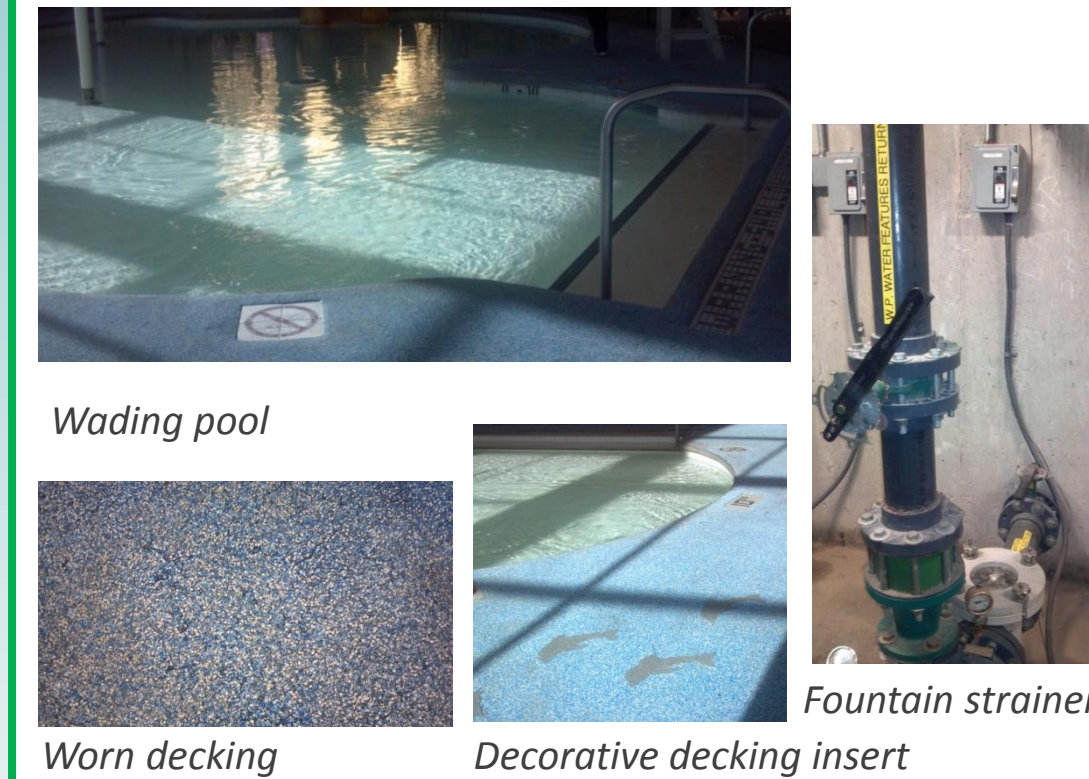 W.P. WATER FEATURES RETURN
Wading pool
Fountain strainer
Worn decking
Decorative decking insert